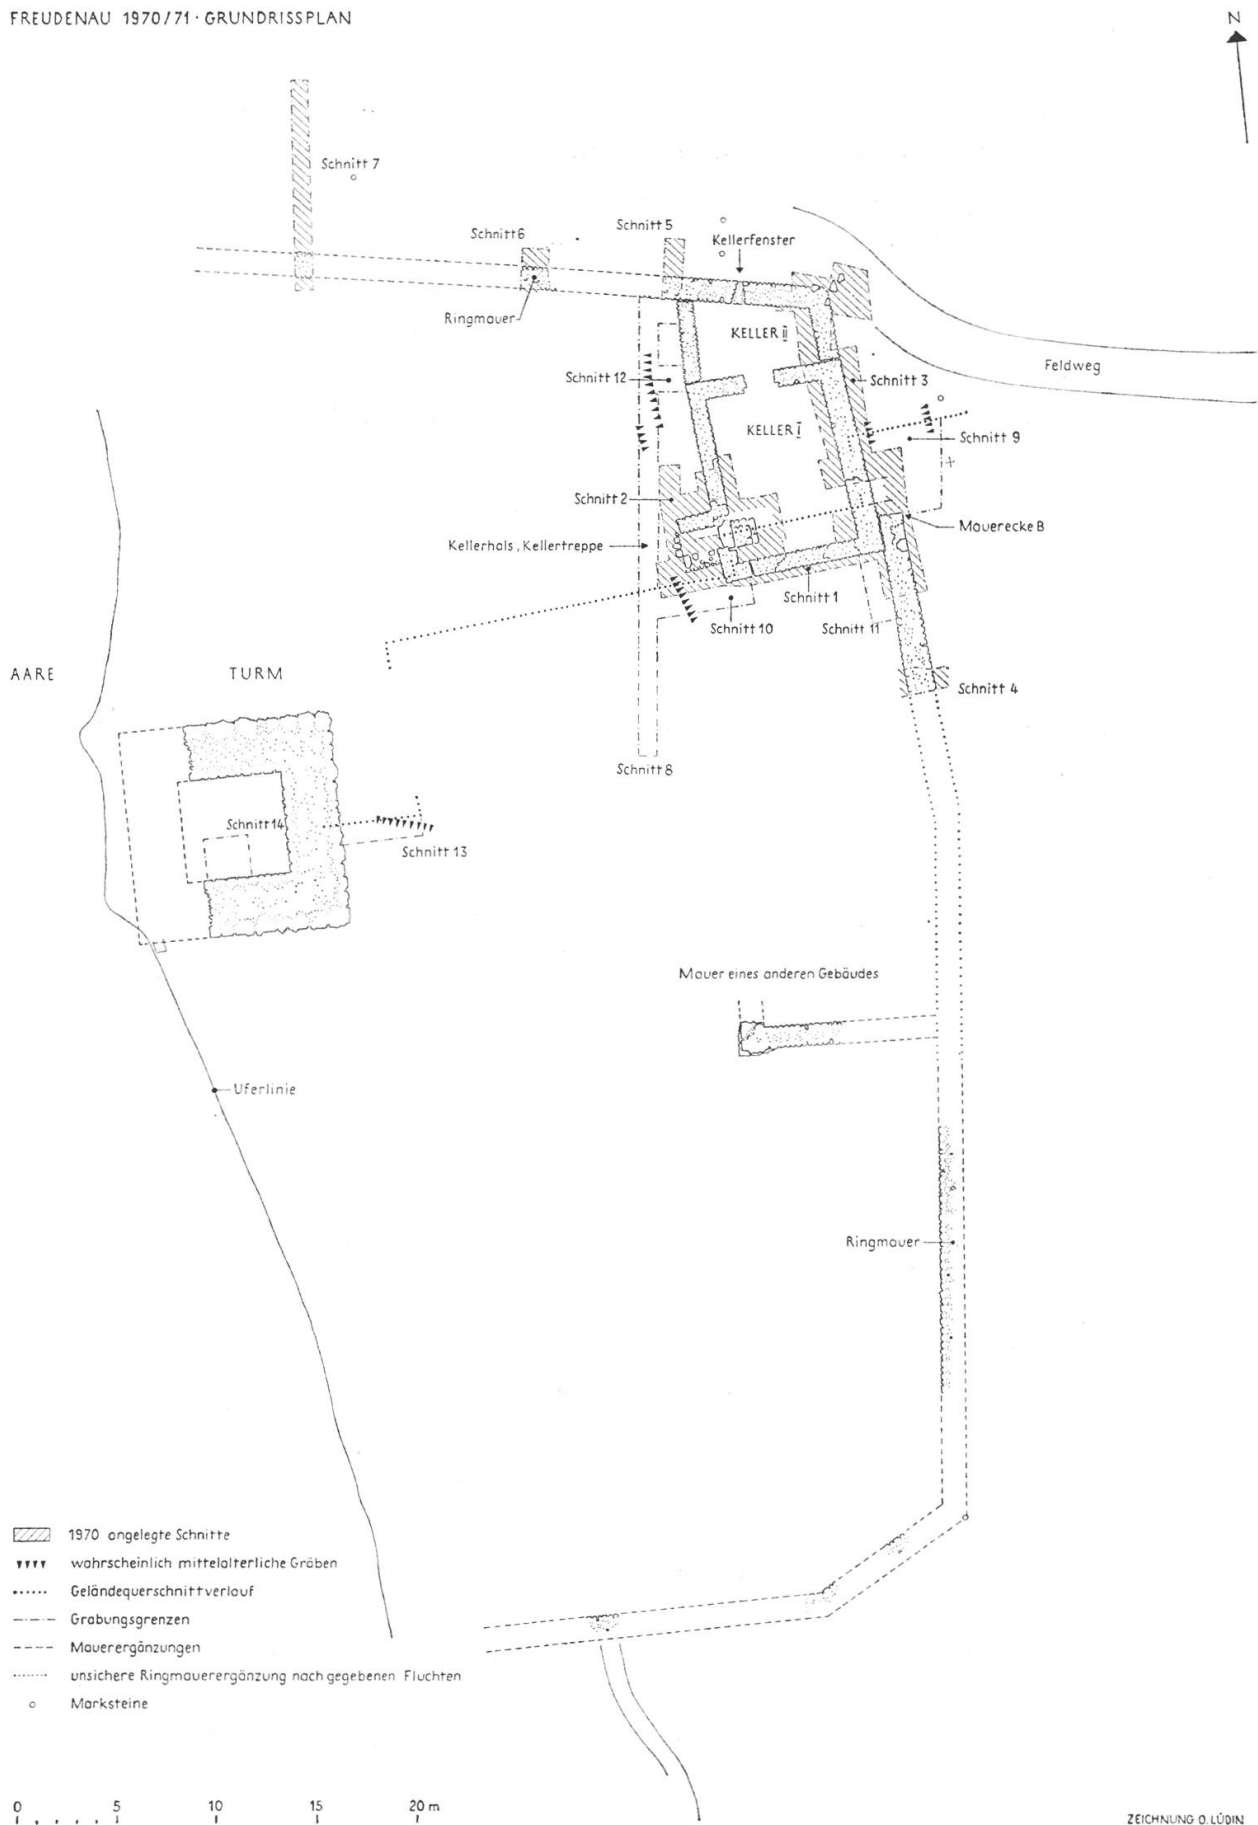 FREUDENAU 1970/71 · GRUNDRISSPLAN
N
Schnitt 7
Schnitt 6
Schnitt 5
Kellerfenster
Ringmauer
KELLER II
Feldweg
Schnitt 12
Schnitt 3
KELLER I
Schnitt 9
Schnitt 2
Mauerecke B
Kellerhals, Kellertreppe
Schnitt 1
Schnitt 10
Schnitt 11
AARE
TURM
Schnitt 4
Schnitt 8
Schnitt 14
Schnitt 13
Mauer eines anderen Gebäudes
Uferlinie
Ringmauer
1970 angelegte Schnitte
wahrscheinlich mittelalterliche Gräben
Geländequerschnittverlauf
Grabungsgrenzen
Mauerergänzungen
unsichere Ringmauerergänzung nach gegebenen Fluchten
Marksteine
0 5 10 15 20 m
ZEICHNUNG O. LÜDIN